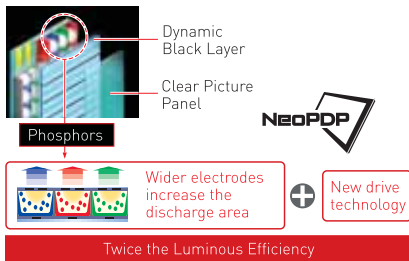 Dynamic
Black Layer
Clear Picture
Panel
NEOPDP
Phosphors
Wider electrodes
increase the
discharge area
+
New drive
technology
Twice the Luminous Efficiency